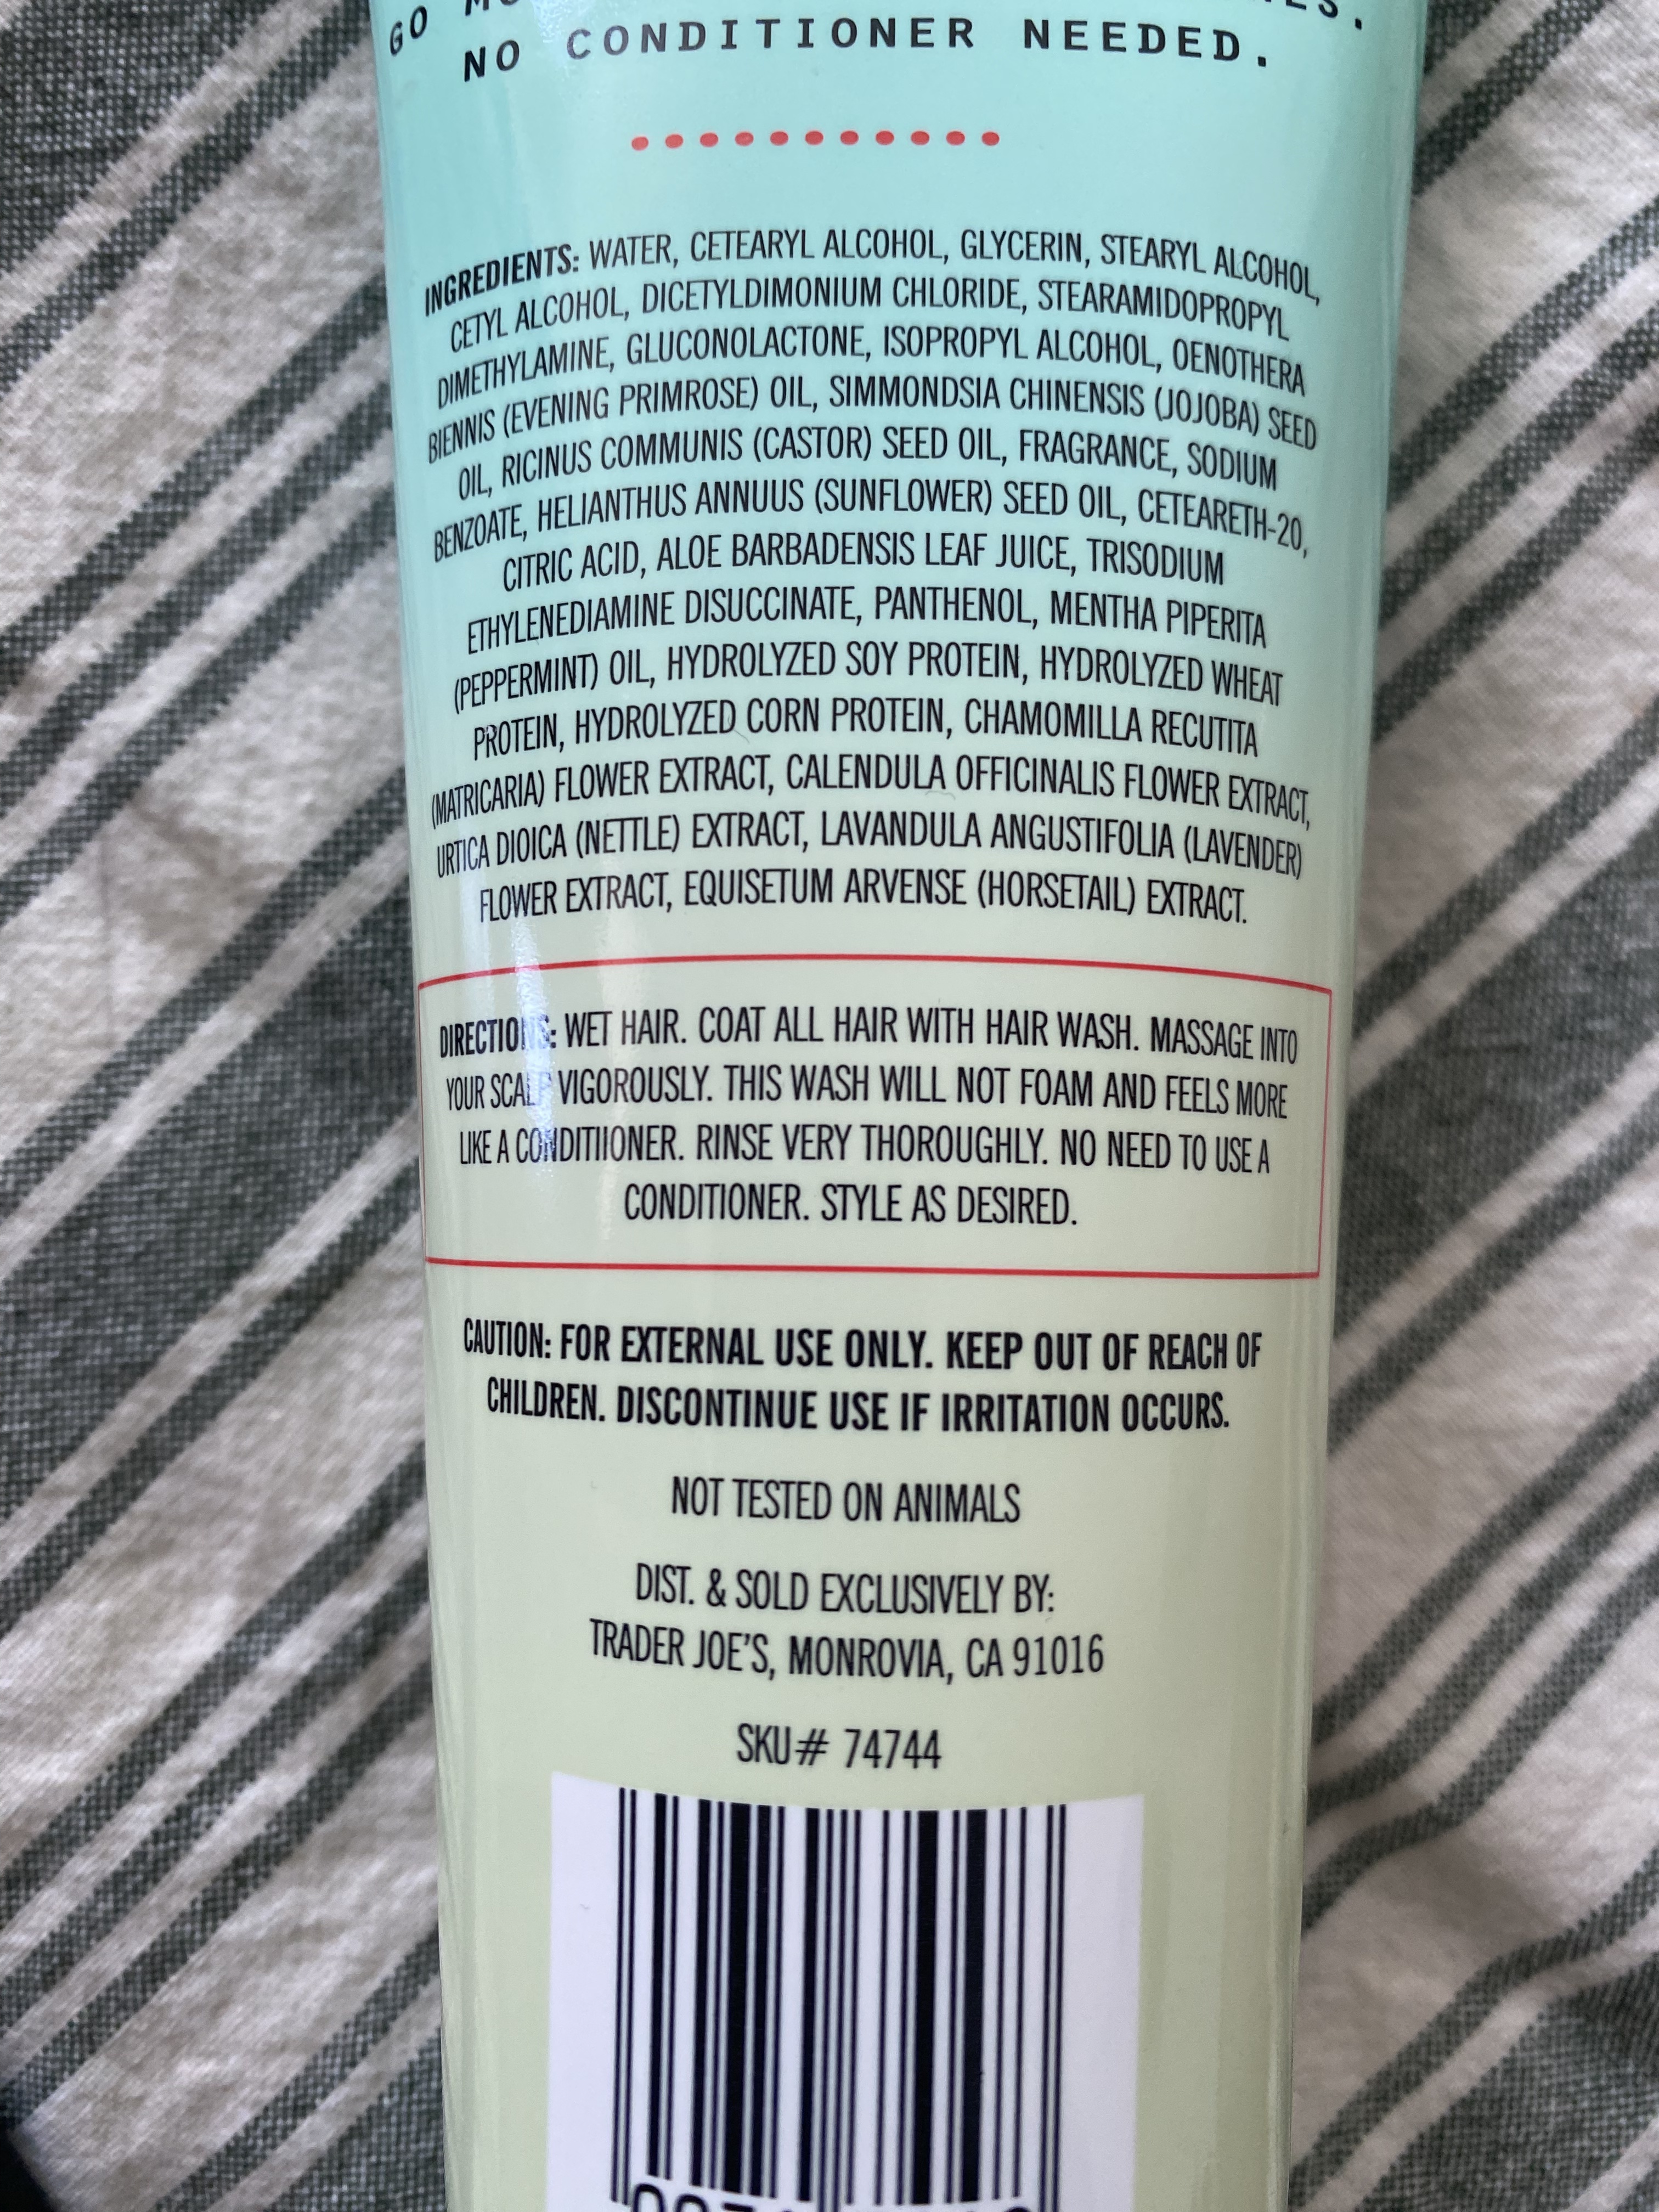 GO
NO CONDITIONER NEEDED.
INGREDIENTS: WATER, CETEARYL ALCOHOL, GLYCERIN, STEARYL ALCOHOL,
CETYL ALCOHOL, DICETYLDIMONIUM CHLORIDE, STEARAMIDOPROPYL
DIMETHYLAMINE, GLUCONOLACTONE, ISOPROPYL ALCOHOL, OENOTHERA
BIENNIS (EVENING PRIMROSE) OIL, SIMMONDSIA CHINENSIS (JOJOBA) SEED
OIL, RICINUS COMMUNIS (CASTOR) SEED OIL, FRAGRANCE, SODIUM
BENZOATE, HELIANTHUS ANNUUS (SUNFLOWER) SEED OIL, CETEARETH-20,
CITRIC ACID, ALOE BARBADENSIS LEAF JUICE, TRISODIUM
ETHYLENEDIAMINE DISUCCINATE, PANTHENOL, MENTHA PIPERITA
(PEPPERMINT) OIL, HYDROLYZED SOY PROTEIN, HYDROLYZED WHEAT
PROTEIN, HYDROLYZED CORN PROTEIN, CHAMOMILLA RECUTITA
(MATRICARIA) FLOWER EXTRACT, CALENDULA OFFICINALIS FLOWER EXTRACT,
URTICA DIOICA (NETTLE) EXTRACT, LAVANDULA ANGUSTIFOLIA (LAVENDER)
FLOWER EXTRACT, EQUISETUM ARVENSE (HORSETAIL) EXTRACT.
DIRECTIONS: WET HAIR. COAT ALL HAIR WITH HAIR WASH. MASSAGE INTO
YOUR SCALP VIGOROUSLY. THIS WASH WILL NOT FOAM AND FEELS MORE
LIKE A CONDITIIONER. RINSE VERY THOROUGHLY. NO NEED TO USE A
CONDITIONER. STYLE AS DESIRED.
CAUTION: FOR EXTERNAL USE ONLY. KEEP OUT OF REACH OF
CHILDREN. DISCONTINUE USE IF IRRITATION OCCURS.
NOT TESTED ON ANIMALS
DIST. & SOLD EXCLUSIVELY BY:
TRADER JOE'S, MONROVIA, CA 91016
SKU# 74744